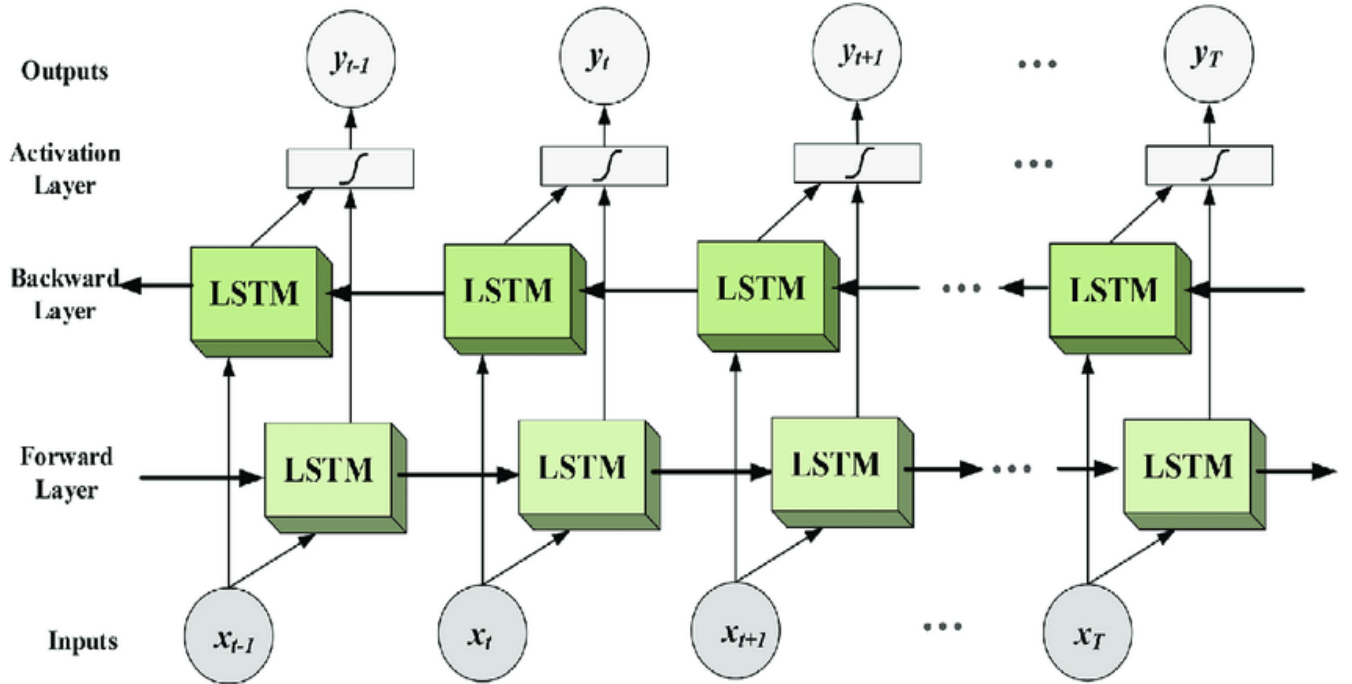 Outputs
y_{t-1} y_t y_{t+1} ... y_T
Activation
Layer
∫ ∫ ∫ ... ∫
Backward
Layer
LSTM LSTM LSTM ... LSTM
Forward
Layer
LSTM LSTM LSTM ... LSTM
Inputs
x_{t-1} x_t x_{t+1} ... x_T